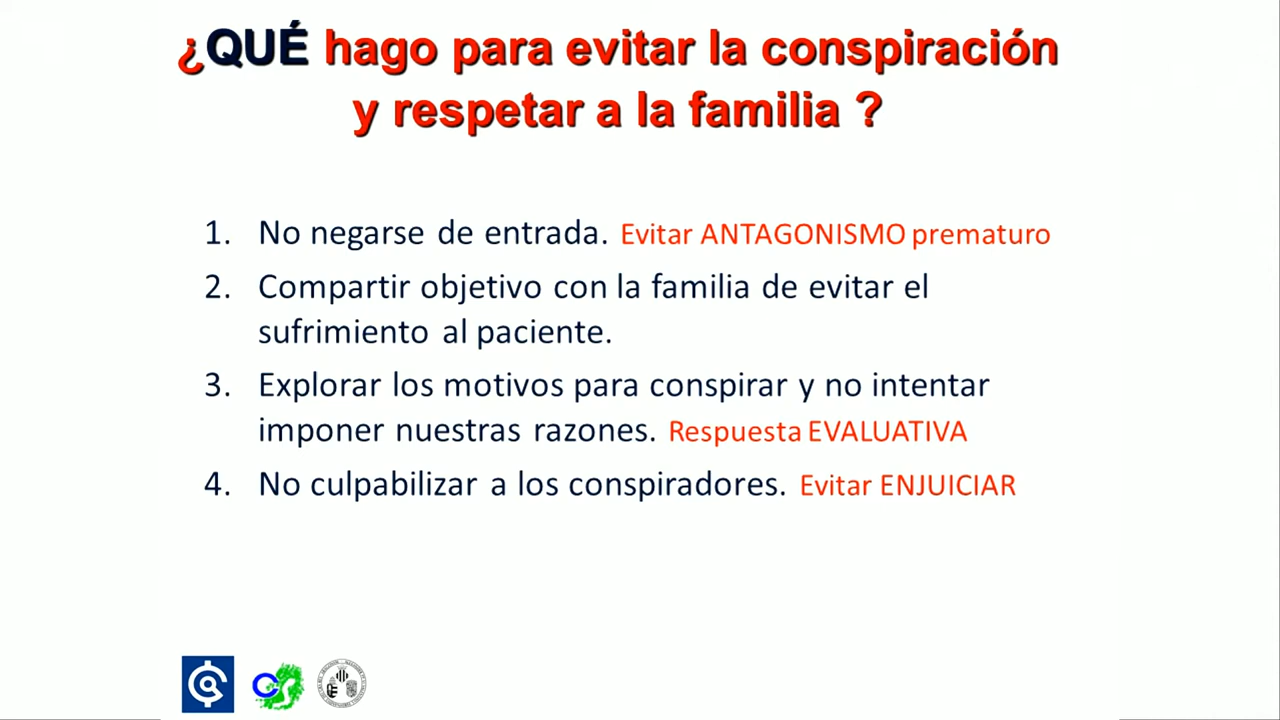 ¿QUÉ hago para evitar la conspiración
y respetar a la familia ?
1. No negarse de entrada. Evitar ANTAGONISMO prematuro
2. Compartir objetivo con la familia de evitar el
sufrimiento al paciente.
3. Explorar los motivos para conspirar y no intentar
imponer nuestras razones. Respuesta EVALUATIVA
4. No culpabilizar a los conspiradores. Evitar ENJUICIAR